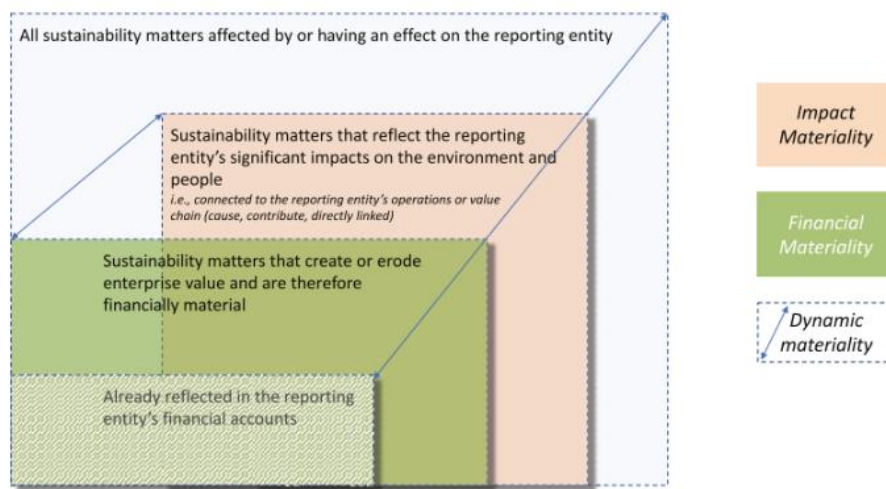 All sustainability matters affected by or having an effect on the reporting entity
Sustainability matters that reflect the reporting
entity's significant impacts on the environment and
people
i.e., connected to the reporting entity's operations or value
chain (cause, contribute, directly linked)
Sustainability matters that create or erode
enterprise value and are therefore
financially material
Already reflected in the reporting
entity's financial accounts
Impact
Materiality
Financial
Materiality
Dynamic
materiality